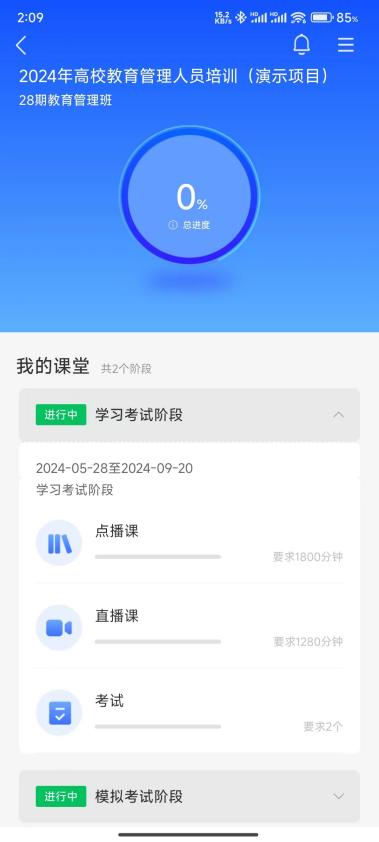 2:09
15.2 KB/s
HD
HD
85%
2024年高校教育管理人员培训（演示项目）
28期教育管理班
0%
总进度
我的课堂 共2个阶段
进行中 学习考试阶段
2024-05-28至2024-09-20
学习考试阶段
点播课
要求1800分钟
直播课
要求1280分钟
考试
要求2个
进行中 模拟考试阶段